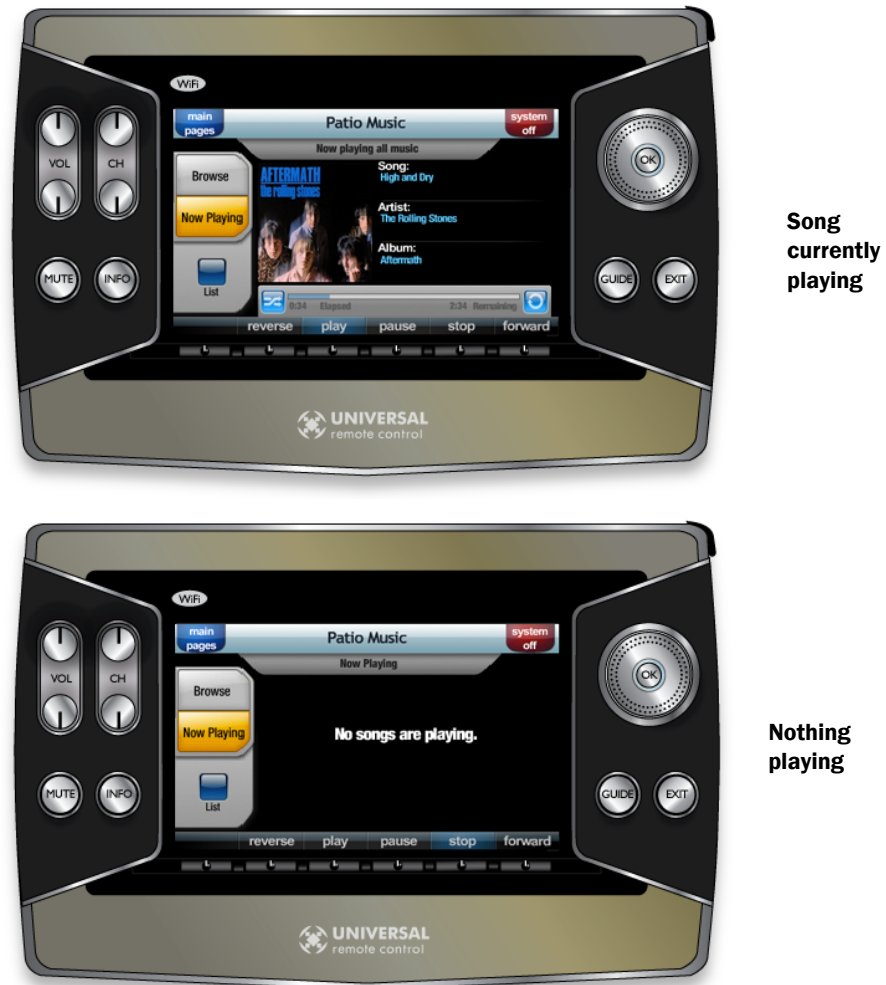 WiFi
main
pages
Patio Music
system
off
Now playing all music
VOL
CH
Browse
Now Playing
List
AFTERMATH
the rolling stones
Song:
High and Dry
Artist:
The Rolling Stones
Album:
Aftermath
0:34 Elapsed 2:34 Remaining
reverse play pause stop forward
MUTE
INFO
OK
GUIDE
EXIT
UNIVERSAL
remote control
Song
currently
playing
WiFi
main
pages
Patio Music
system
off
Now Playing
VOL
CH
Browse
Now Playing
List
No songs are playing.
reverse play pause stop forward
MUTE
INFO
OK
GUIDE
EXIT
UNIVERSAL
remote control
Nothing
playing